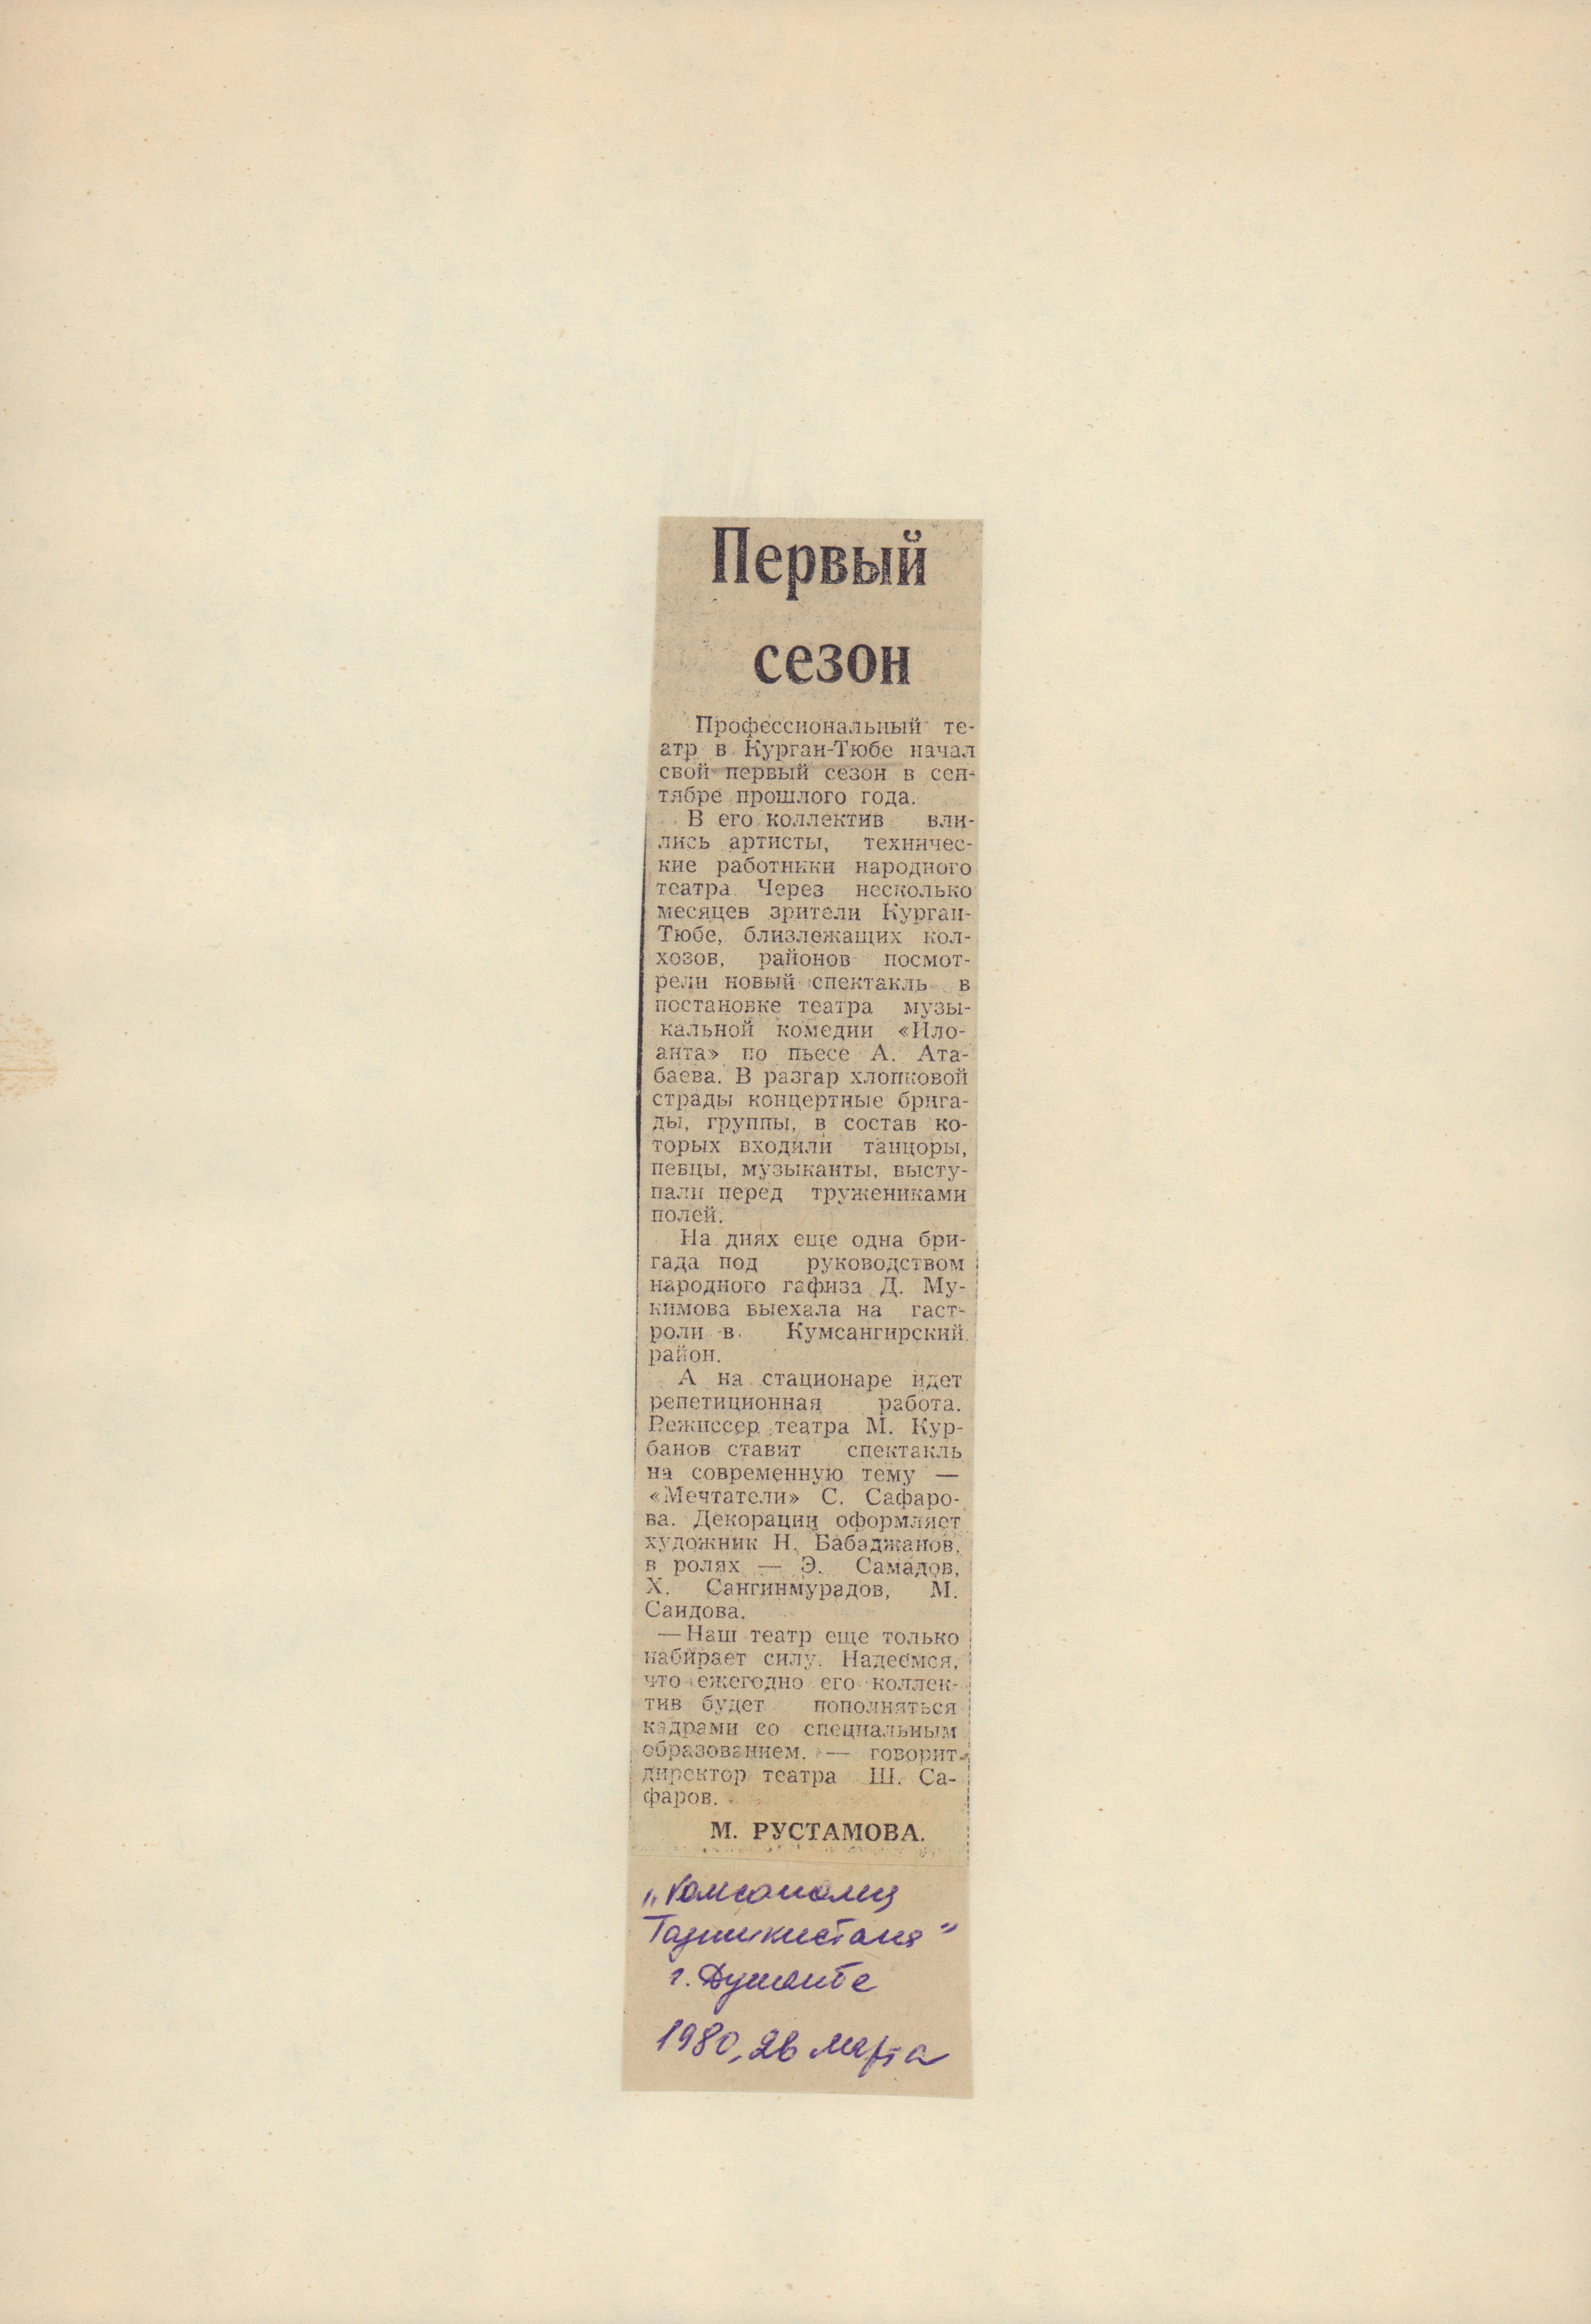 Первый
сезон
Профессиональный те-
атр в Курган-Тюбе начал
свой первый сезон в сен-
тябре прошлого года.
В его коллектив вли-
лись артисты, техничес-
кие работники народного
театра. Через несколько
месяцев зрители Курган-
Тюбе, близлежащих кол-
хозов, районов посмот-
рели новый спектакль в
постановке театра музы-
кальной комедии «Ило-
анта» по пьесе А. Ата-
баева. В разгар хлопковой
страды концертные брига-
ды, группы, в состав ко-
торых входили танцоры,
певцы, музыканты, высту-
пали перед тружениками
полей.
На днях еще одна бри-
гада под руководством
народного гафиза Д. Му-
кимова выехала на гаст-
роли в Кумсангирский
район.
А на стационаре идет
репетиционная работа.
Режиссер театра М. Кур-
банов ставит спектакль
на современную тему —
«Мечтатели» С. Сафаро-
ва. Декорации оформляет
художник Н. Бабаджанов,
в ролях — Э. Самадов,
Х. Сангинмурадов, М.
Саидова.
— Наш театр еще только
набирает силу. Надеемся,
что ежегодно его коллек-
тив будет пополняться
кадрами со специальным
образованием, — говорит
директор театра Ш. Са-
фаров.
М. РУСТАМОВА.
„Комсомолец
Таджикистана"
г. Душанбе
1980, 26 марта